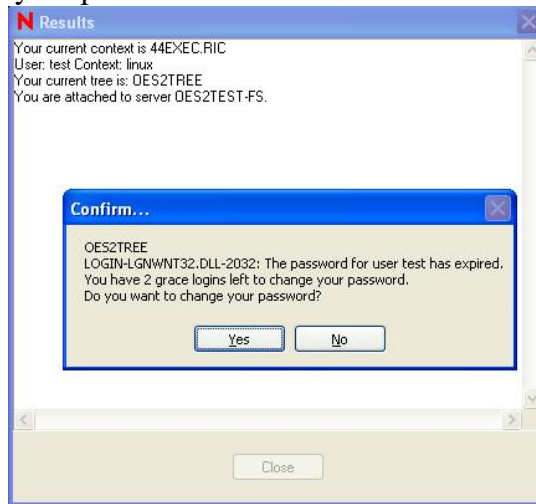 N Results
Your current context is 44EXEC.RIC
User: test Context: linux
Your current tree is: OES2TREE
You are attached to server OES2TEST-FS.
Confirm...
OES2TREE
LOGIN-LGNWNT32.DLL-2032: The password for user test has expired.
You have 2 grace logins left to change your password.
Do you want to change your password?
Yes No
Close